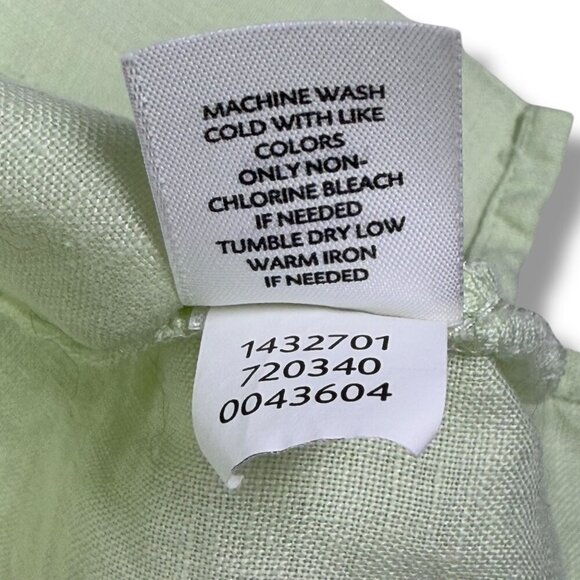 MACHINE WASH
COLD WITH LIKE
COLORS
ONLY NON-
CHLORINE BLEACH
IF NEEDED
TUMBLE DRY LOW
WARM IRON
IF NEEDED
1432701
720340
0043604